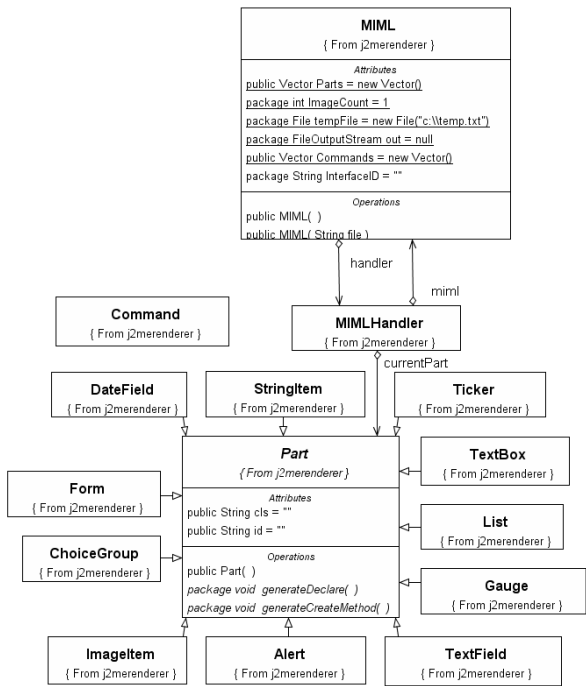 MIML
{ From j2merenderer }
Attributes
public Vector Parts = new Vector()
package int ImageCount = 1
package File tempFile = new File("c:\\temp.txt")
package FileOutputStream out = null
public Vector Commands = new Vector()
package String InterfaceID = ""
Operations
public MIML( )
public MIML( String file )
handler
miml
Command
{ From j2merenderer }
MIMLHandler
{ From j2merenderer }
currentPart
DateField
{ From j2merenderer }
StringItem
{ From j2merenderer }
Ticker
{ From j2merenderer }
Part
{ From j2merenderer }
Attributes
public String cls = ""
public String id = ""
Operations
public Part( )
package void generateDeclare( )
package void generateCreateMethod( )
TextBox
{ From j2merenderer }
Form
{ From j2merenderer }
List
{ From j2merenderer }
ChoiceGroup
{ From j2merenderer }
Gauge
{ From j2merenderer }
ImageItem
{ From j2merenderer }
Alert
{ From j2merenderer }
TextField
{ From j2merenderer }